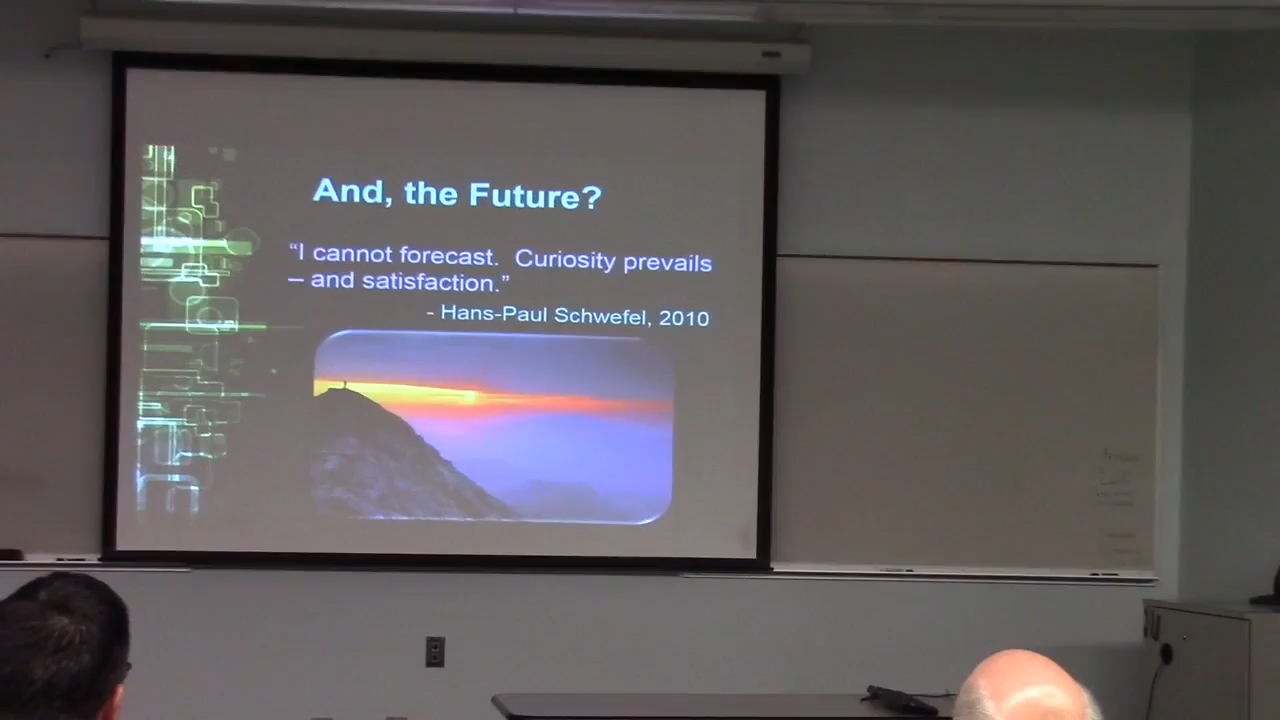 And, the Future?
“I cannot forecast.  Curiosity prevails
– and satisfaction.”
- Hans-Paul Schwefel, 2010